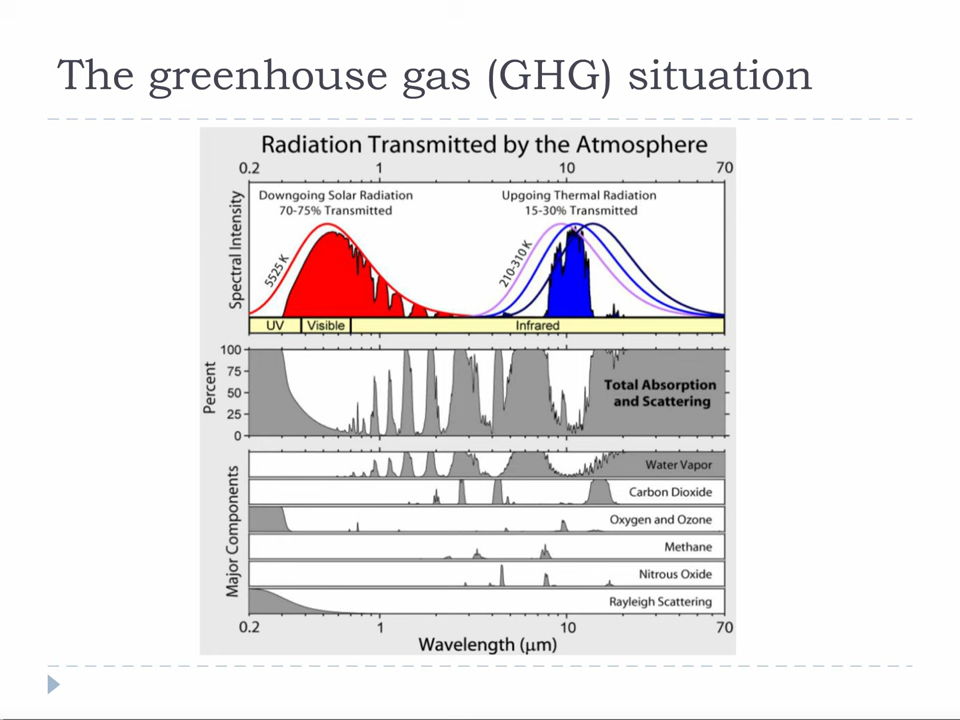 The greenhouse gas (GHG) situation
Radiation Transmitted by the Atmosphere
0.2 1 10 70
Downgoing Solar Radiation
70-75% Transmitted
Upgoing Thermal Radiation
15-30% Transmitted
Spectral Intensity
5525 K
210-310 K
UV Visible Infrared
100
75
50
25
0
Percent
Total Absorption
and Scattering
Major Components
Water Vapor
Carbon Dioxide
Oxygen and Ozone
Methane
Nitrous Oxide
Rayleigh Scattering
0.2 1 10 70
Wavelength (μm)